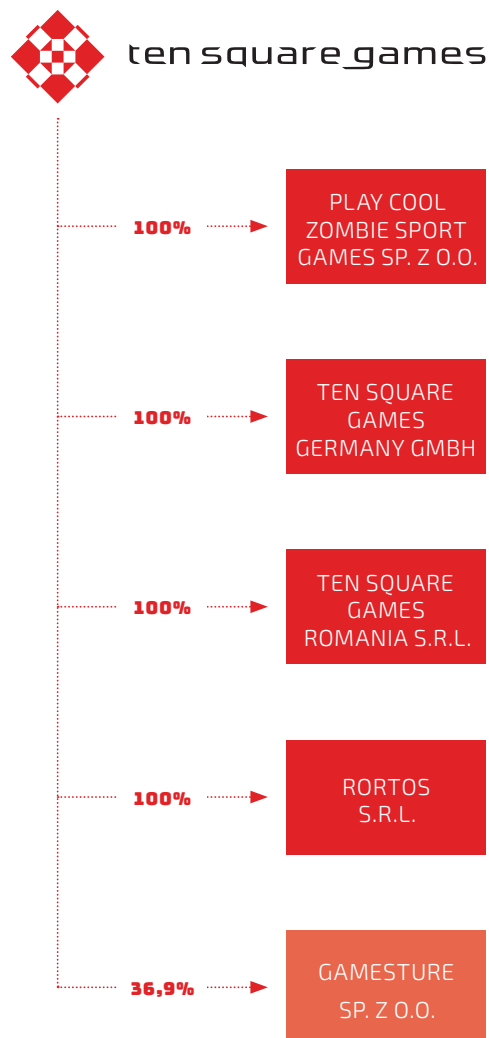 ten square games
100%
PLAY COOL
ZOMBIE SPORT
GAMES SP. Z O.O.
100%
TEN SQUARE
GAMES
GERMANY GMBH
100%
TEN SQUARE
GAMES
ROMANIA S.R.L.
100%
RORTOS
S.R.L.
36,9%
GAMESTURE
SP. Z O.O.